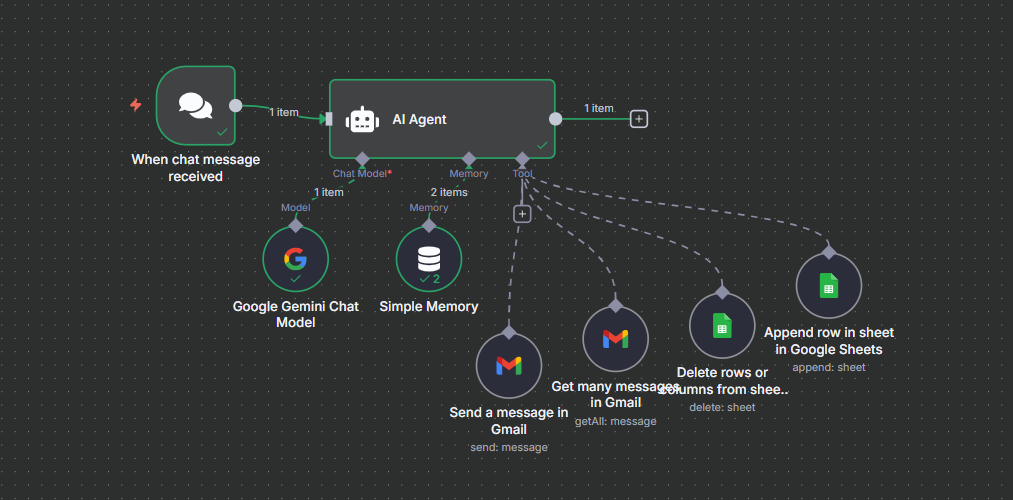 1 item
AI Agent
1 item
When chat message
received
Chat Model*
Memory
Tool
1 item
2 items
Model
Memory
+
+
2
Google Gemini Chat
Model
Simple Memory
Send a message in
Gmail
send: message
Get many messages
in Gmail
getAll: message
Delete rows or
columns from shee..
delete: sheet
Append row in sheet
in Google Sheets
append: sheet